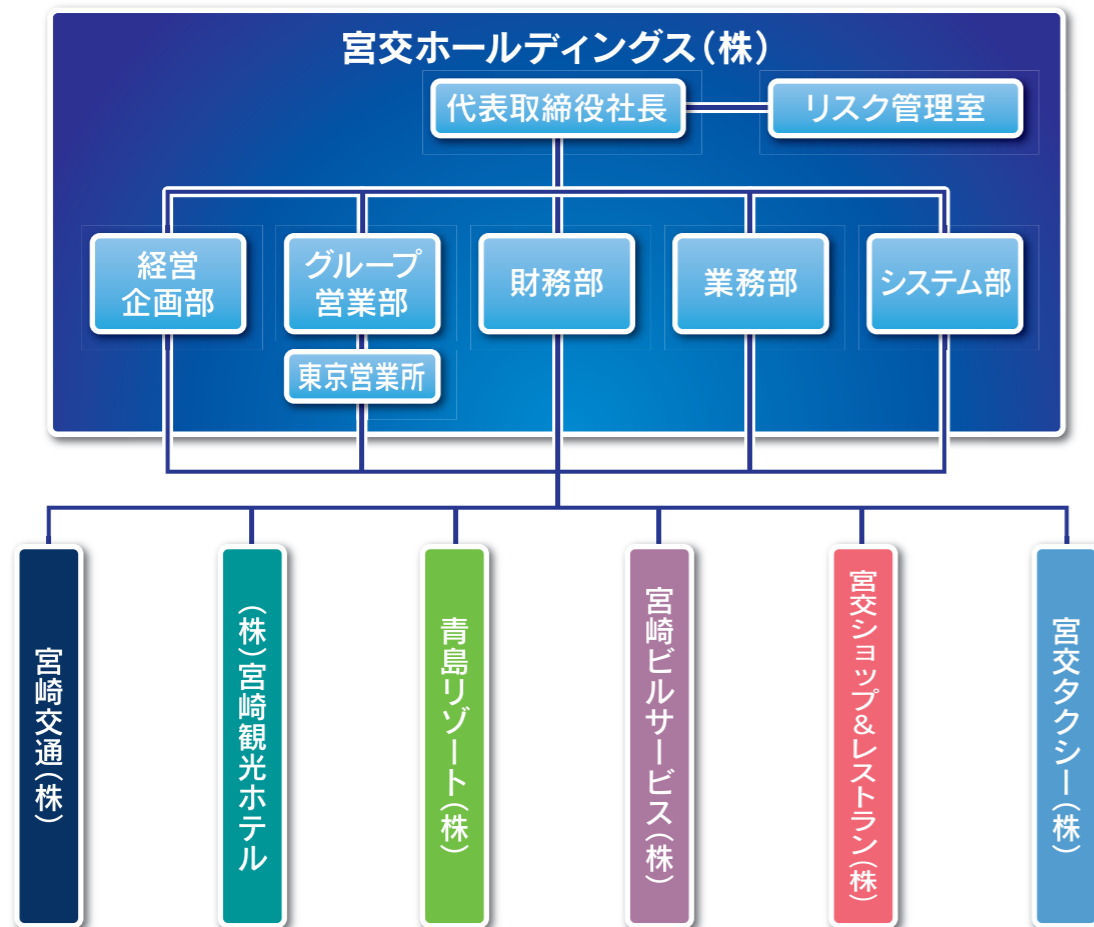 宮交ホールディングス(株)
代表取締役社長
リスク管理室
経営
企画部
グループ
営業部
財務部
業務部
システム部
東京営業所
宮崎交通(株)
(株)宮崎観光ホテル
青島リゾート(株)
宮崎ビルサービス(株)
宮交ショップ&レストラン(株)
宮交タクシー(株)